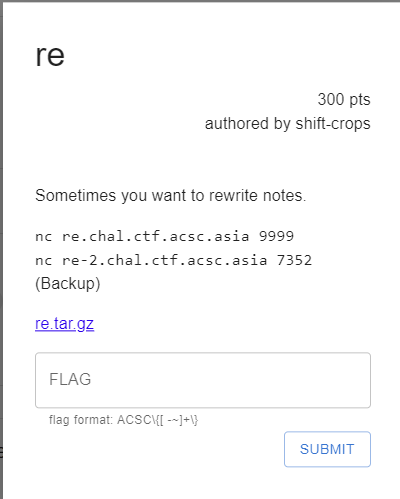 re
300 pts
authored by shift-crops
Sometimes you want to rewrite notes.
nc re.chal.ctf.acsc.asia 9999
nc re-2.chal.ctf.acsc.asia 7352
(Backup)
re.tar.gz
FLAG
flag format: ACSC\{[ -~]+\}
SUBMIT